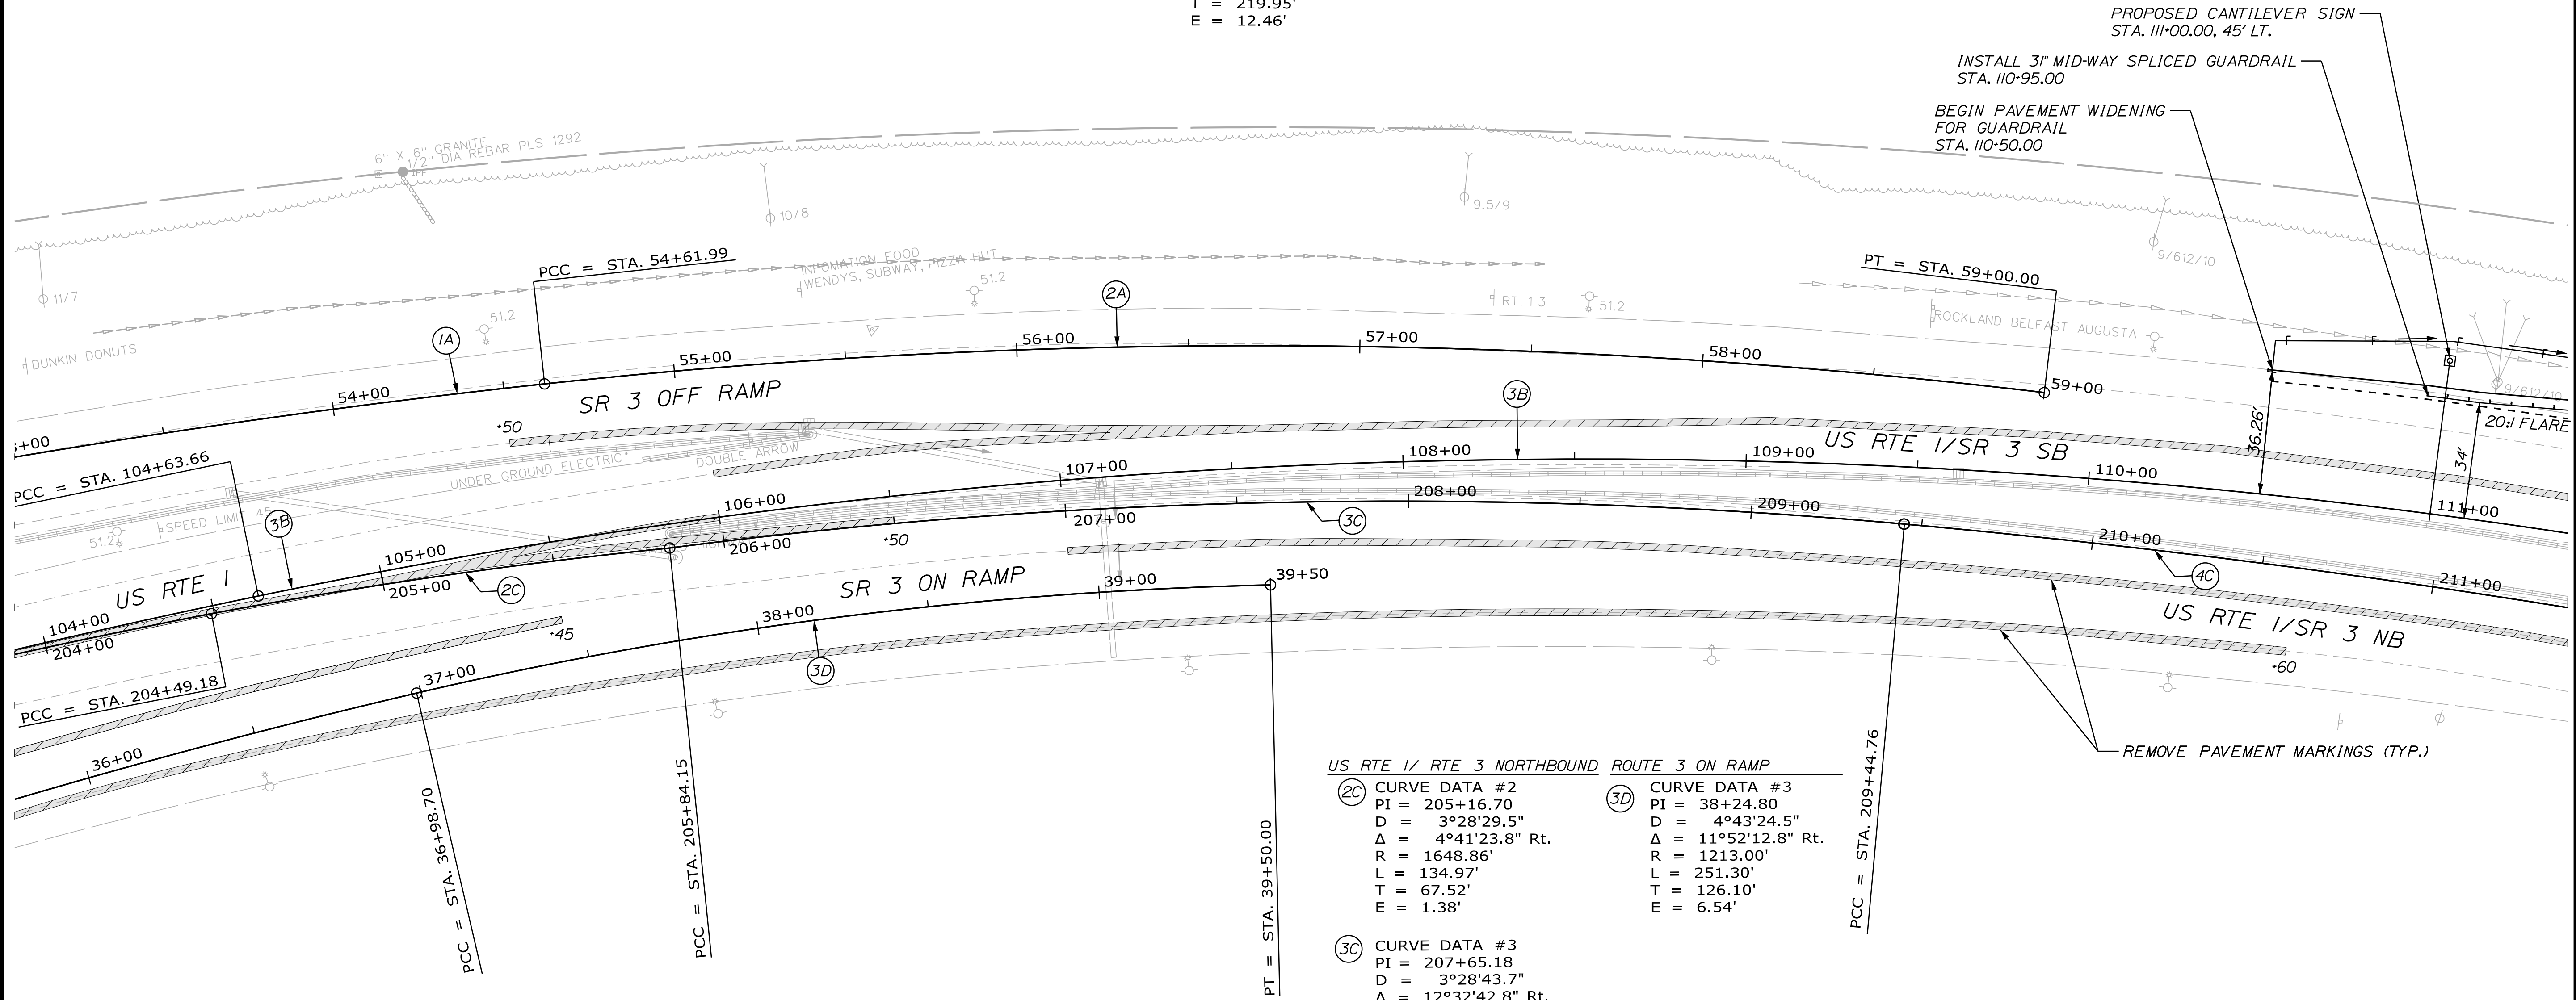 T = 219.95'
E = 12.46'
PROPOSED CANTILEVER SIGN
STA. 111+00.00, 45' LT.
INSTALL 31" MID-WAY SPLICED GUARDRAIL
STA. 110+95.00
BEGIN PAVEMENT WIDENING
FOR GUARDRAIL
STA. 110+50.00
6" X 6" GRANITE
1/2" DIA REBAR PLS 1292
IPF
10/8
9.5/9
9/612/10
11/7
PCC = STA. 54+61.99
INFOMATION FOOD
WENDYS, SUBWAY, PIZZA HUT
51.2
RT. 1 3
51.2
PT = STA. 59+00.00
ROCKLAND BELFAST AUGUSTA
DUNKIN DONUTS
51.2
1A
2A
54+00
55+00
56+00
57+00
58+00
59+00
F
F
F
F
9/612/10
20:1 FLARE
SR 3 OFF RAMP
3B
+50
36.26'
34'
US RTE 1/SR 3 SB
PCC = STA. 104+63.66
UNDER GROUND ELECTRIC
DOUBLE ARROW
SPEED LIMIT 45
51.2
3B
104+00
105+00
106+00
107+00
108+00
109+00
110+00
111+00
US RTE 1
204+00
205+00
206+00
207+00
208+00
209+00
210+00
211+00
+50
2C
3C
4C
PCC = STA. 204+49.18
+45
SR 3 ON RAMP
36+00
37+00
38+00
39+00
39+50
3D
US RTE 1/SR 3 NB
+60
REMOVE PAVEMENT MARKINGS (TYP.)
PCC = STA. 36+98.70
PCC = STA. 205+84.15
PT = STA. 39+50.00
PCC = STA. 209+44.76
US RTE 1/ RTE 3 NORTHBOUND
2C CURVE DATA #2
PI = 205+16.70
D = 3°28'29.5"
Δ = 4°41'23.8" Rt.
R = 1648.86'
L = 134.97'
T = 67.52'
E = 1.38'
3C CURVE DATA #3
PI = 207+65.18
D = 3°28'43.7"
Δ = 12°32'42.8" Rt.
ROUTE 3 ON RAMP
3D CURVE DATA #3
PI = 38+24.80
D = 4°43'24.5"
Δ = 11°52'12.8" Rt.
R = 1213.00'
L = 251.30'
T = 126.10'
E = 6.54'